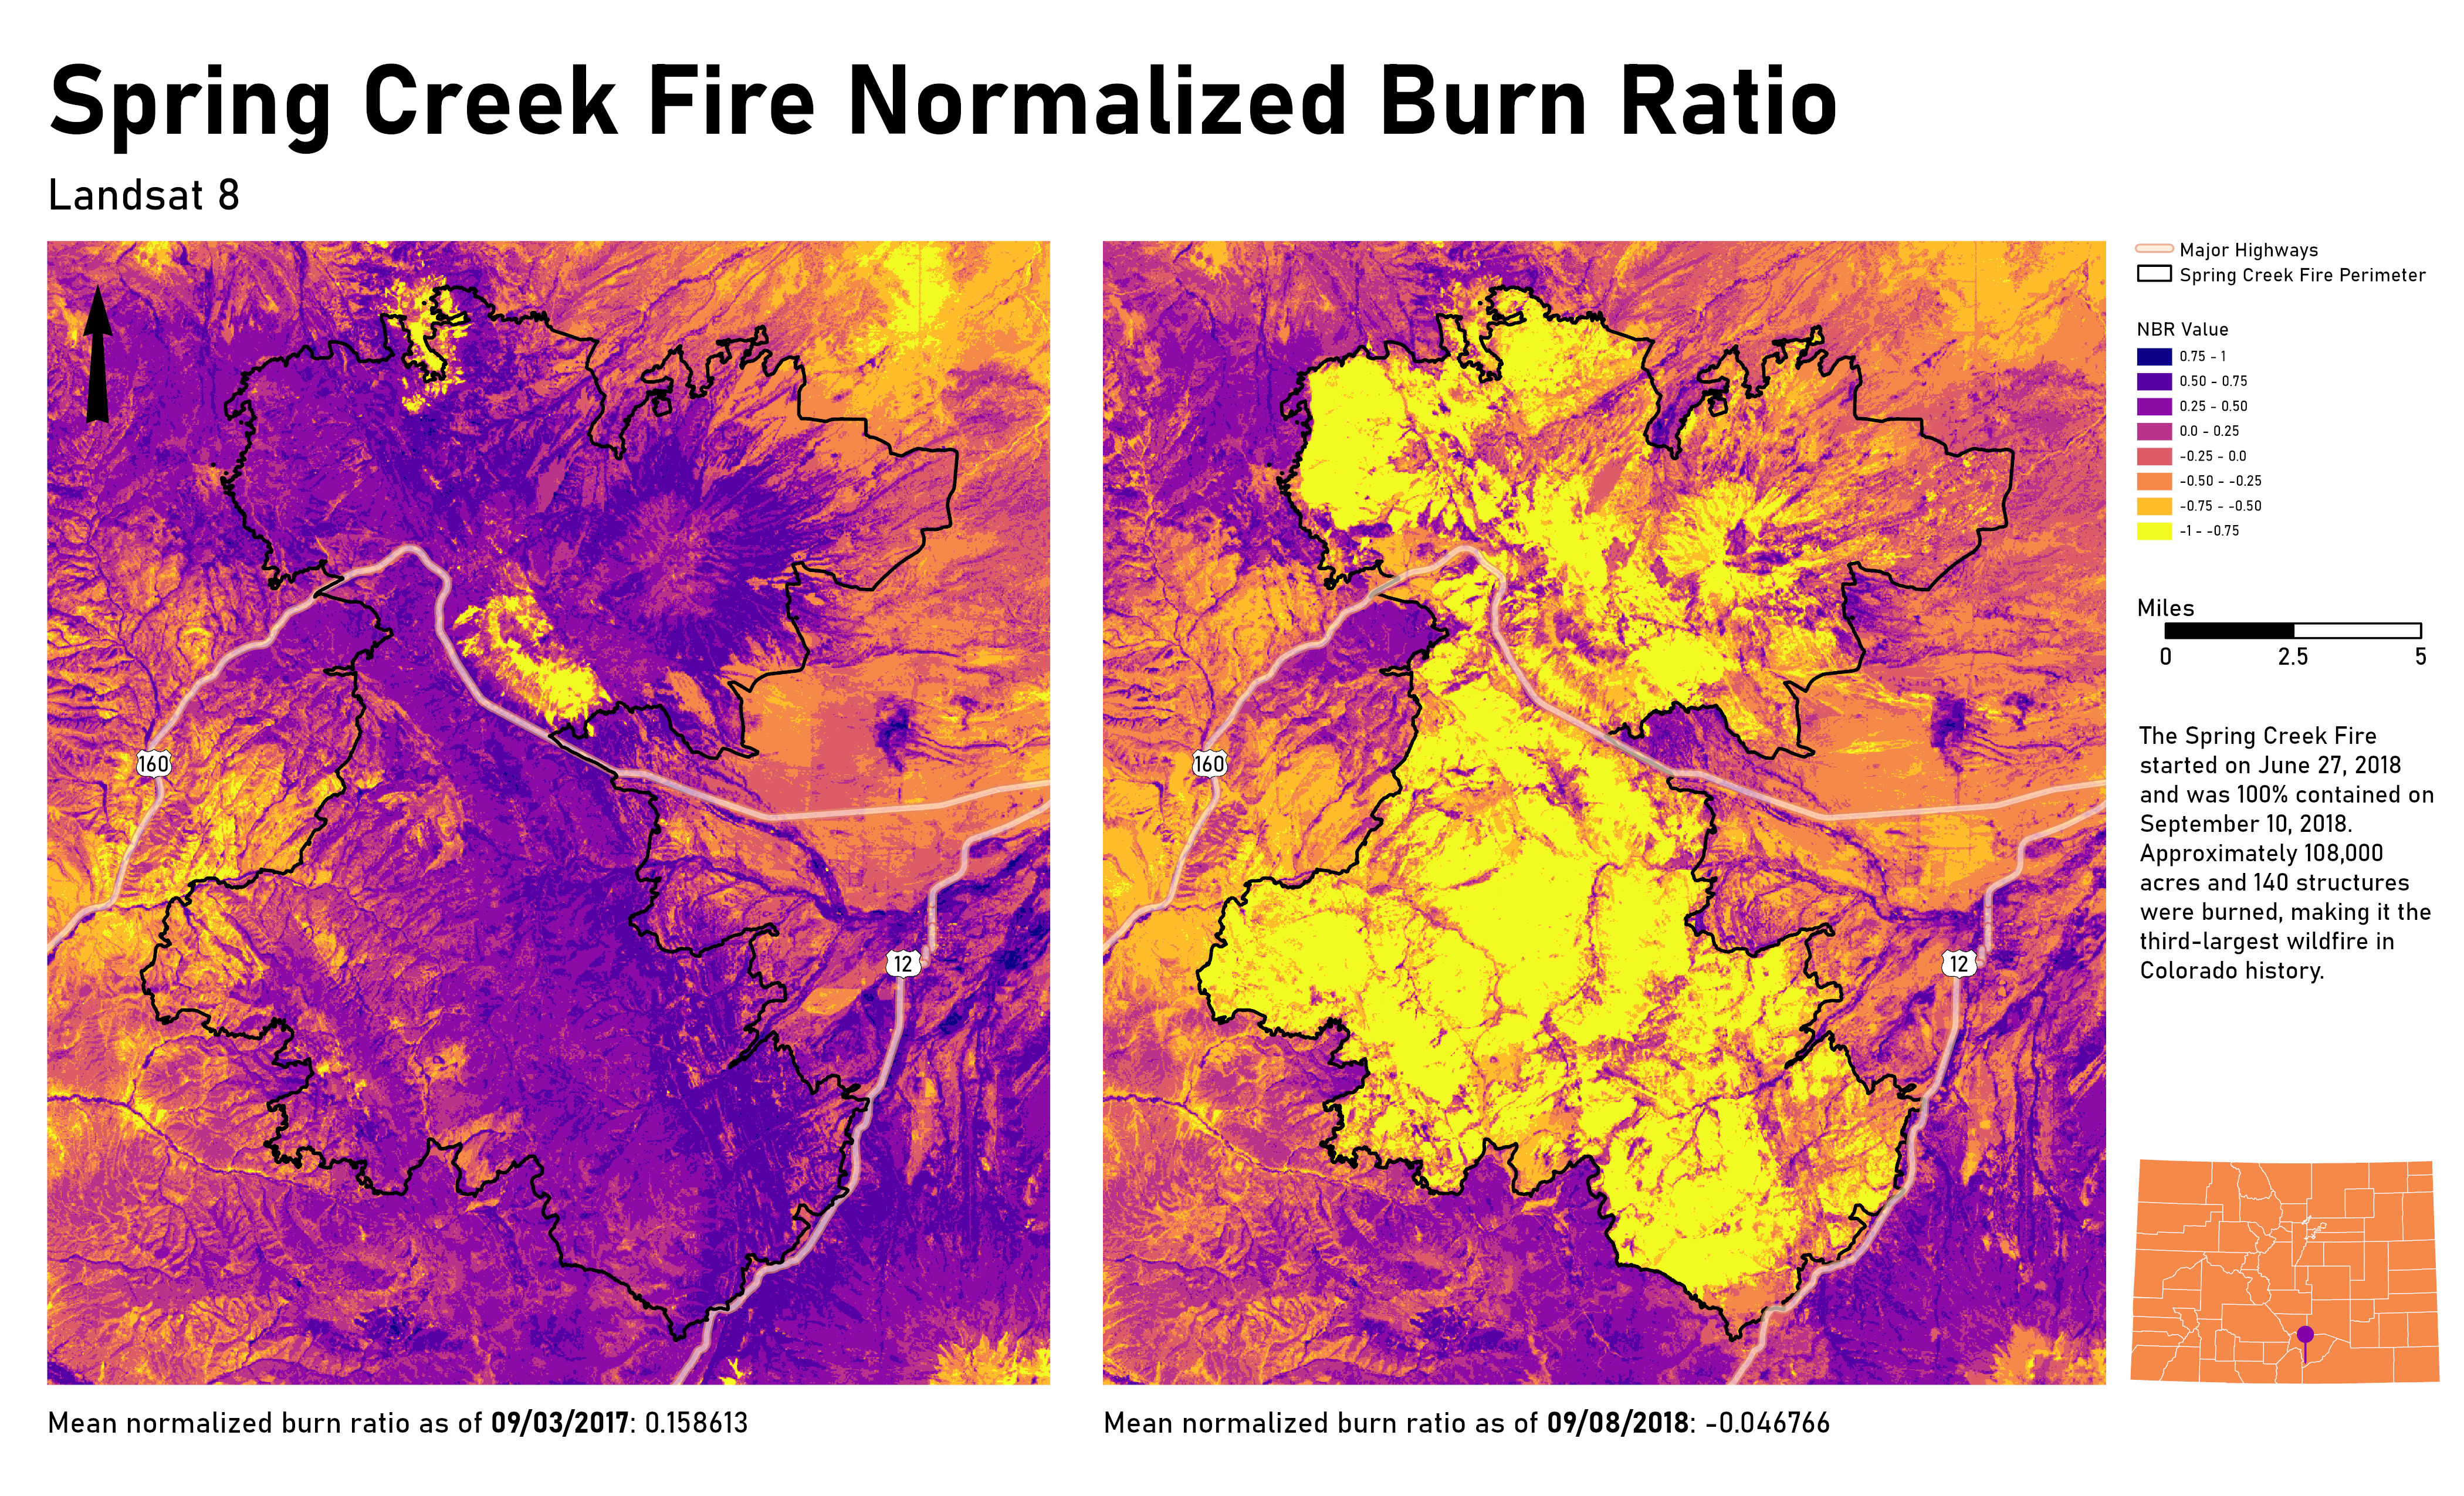 Spring Creek Fire Normalized Burn Ratio
Landsat 8
160
12
160
12
Major Highways
Spring Creek Fire Perimeter
NBR Value
0.75 - 1
0.50 - 0.75
0.25 - 0.50
0.0 - 0.25
-0.25 - 0.0
-0.50 - -0.25
-0.75 - -0.50
-1 - -0.75
Miles
0 2.5 5
The Spring Creek Fire
started on June 27, 2018
and was 100% contained on
September 10, 2018.
Approximately 108,000
acres and 140 structures
were burned, making it the
third-largest wildfire in
Colorado history.
Mean normalized burn ratio as of 09/03/2017: 0.158613
Mean normalized burn ratio as of 09/08/2018: -0.046766